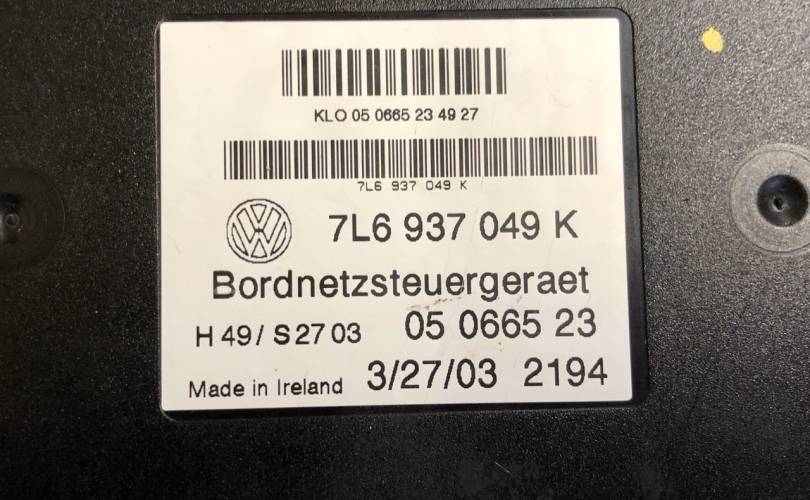 KLO 05 0665 23 49 27
7L6 937 049 K
7L6 937 049 K
Bordnetzsteuergeraet
H 49/ S 27 03 05 0665 23
Made in Ireland 3/27/03 2194